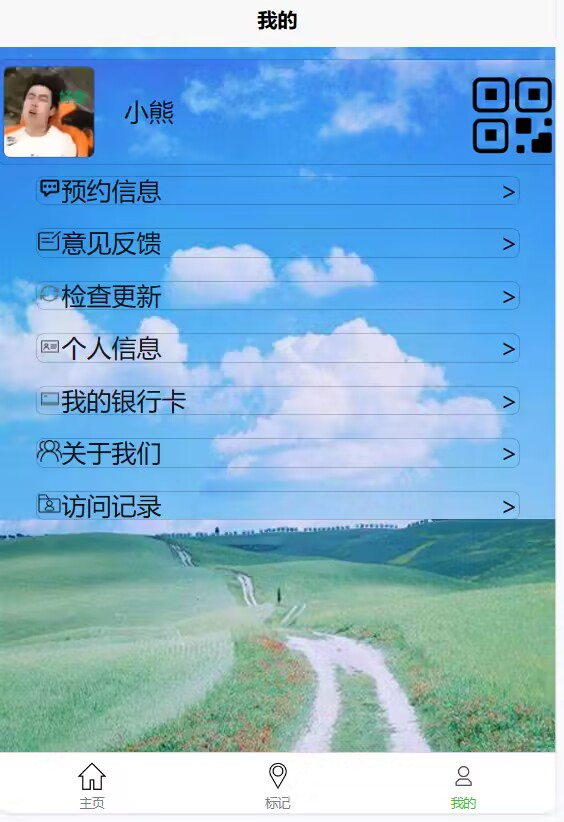 我的
小熊
预约信息 >
意见反馈 >
检查更新 >
个人信息 >
我的银行卡 >
关于我们 >
访问记录 >
主页 标记 我的